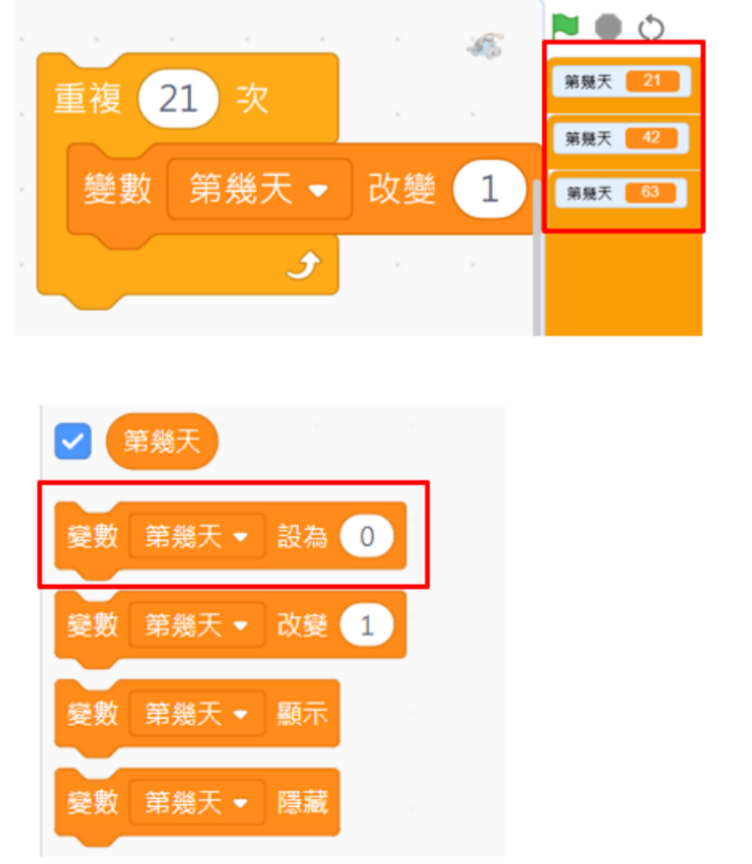 重複 21 次
變數 第幾天 改變 1
第幾天 21
第幾天 42
第幾天 63
第幾天
變數 第幾天 設為 0
變數 第幾天 改變 1
變數 第幾天 顯示
變數 第幾天 隱藏